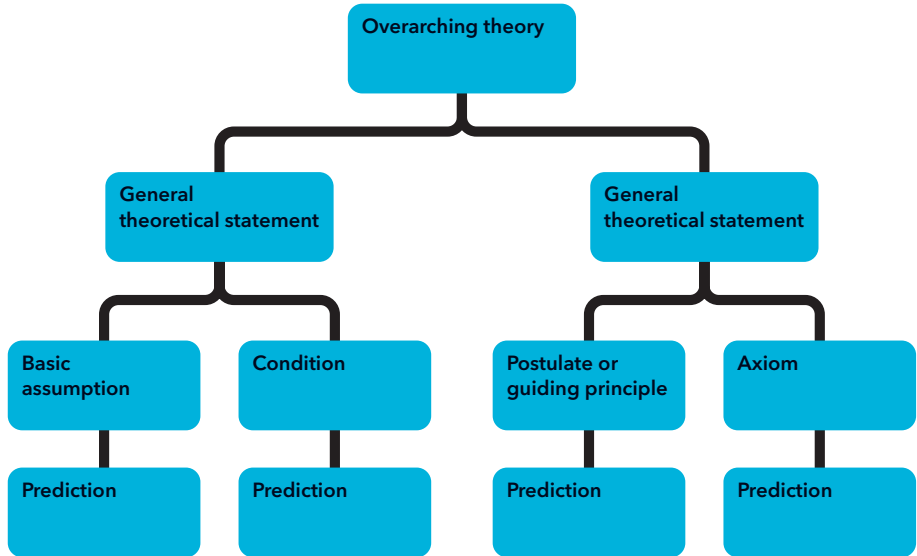 Overarching theory
General
theoretical statement
General
theoretical statement
Basic
assumption
Condition
Postulate or
guiding principle
Axiom
Prediction
Prediction
Prediction
Prediction